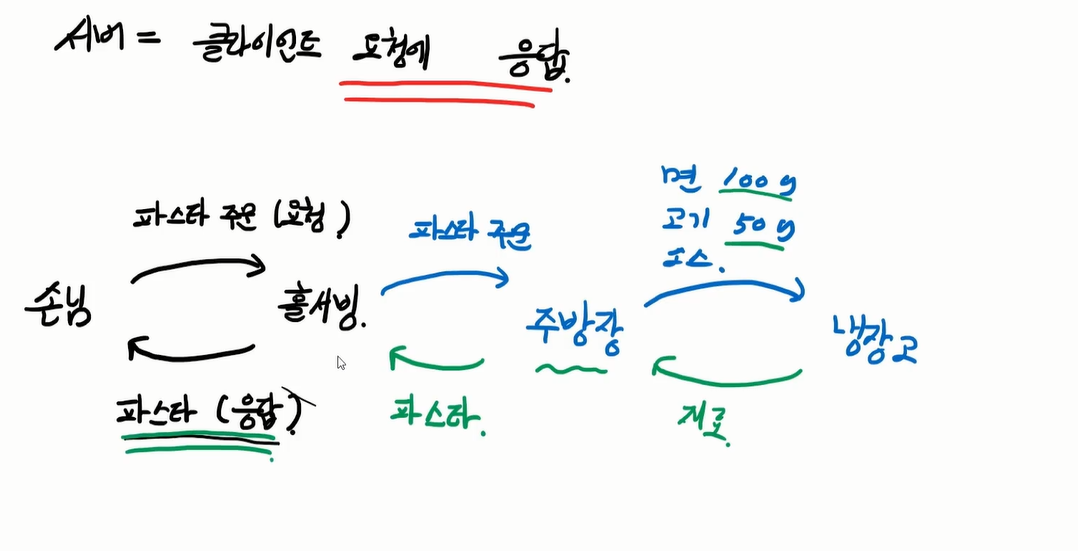 서버 = 클라이언트 요청에 응답.
면 100g
고기 50g
소스.
파스타 주문 (요청)
파스타 주문
손님
홀서빙.
주방장
냉장고
파스타 (응답)
파스타.
재료.